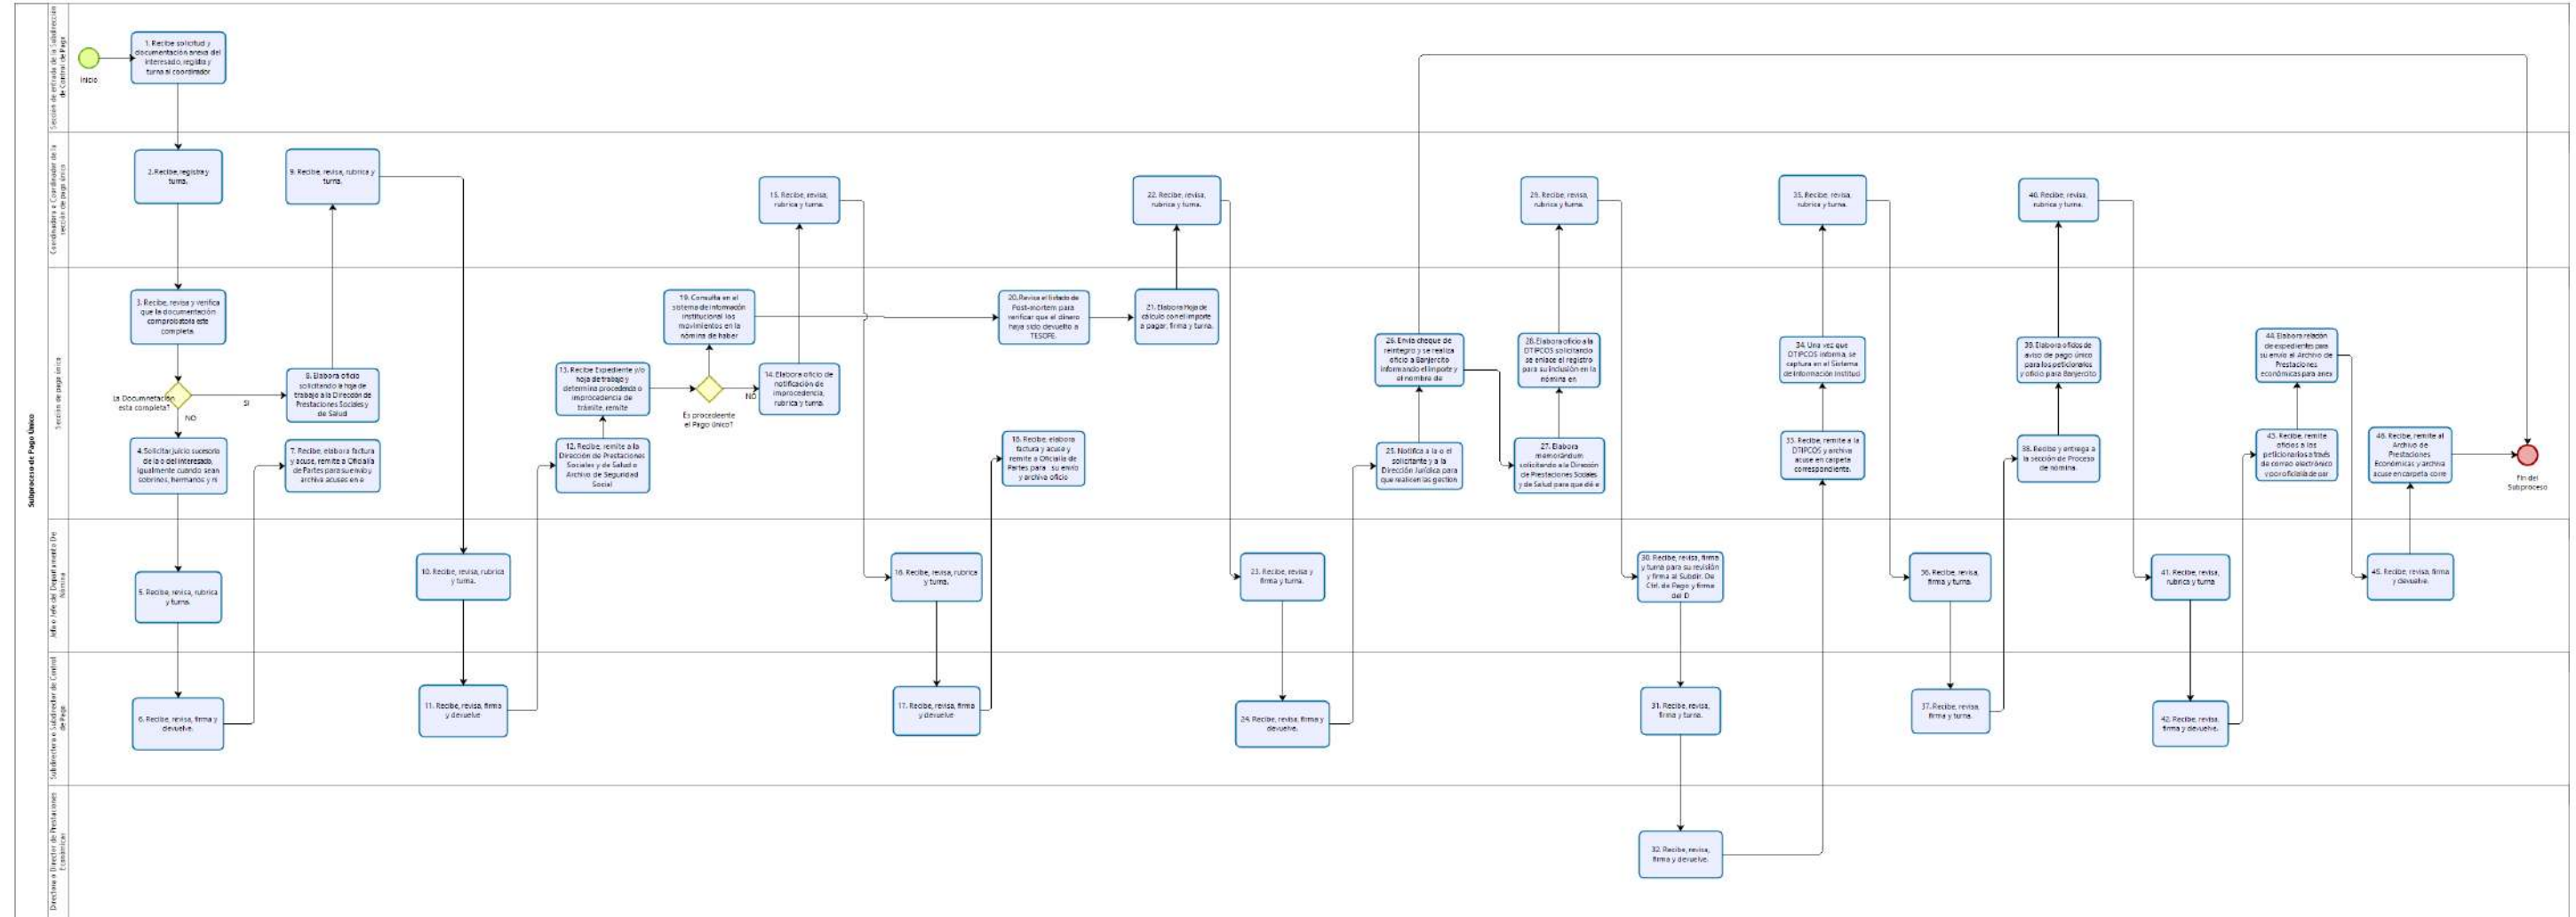 Subproceso de Pago Único
Sección de entrada de la Subdirección
de Control de Pago
Coordinadora o Coordinador de la
sección de pago único
Sección de pago único
Jefa o Jefe del Departamento De
Nómina
Subdirectora o Subdirector de Control
de Pago
Directora o Director de Prestaciones
Económicas
Inicio
1. Recibe solicitud y
documentación anexa del
interesado, registra y
turna al coordinador
2. Recibe, registra y
turna.
3. Recibe, revisa y verifica
que la documentación
comprobatoria este
completa.
La Documnetación
esta completa?
SI
NO
4. Solicitar juicio sucesorio
de la o del interesado,
igualmente cuando sean
sobrinos, hermanos y ni
5. Recibe, revisa, rubrica
y turna.
6. Recibe, revisa, firma y
devuelve.
7. Recibe, elabora factura
y acuse, remite a Oficialía
de Partes para su envío y
archiva acuses en e
8. Elabora oficio
solicitando la hoja de
trabajo a la Dirección de
Prestaciones Sociales y
de Salud
9. Recibe, revisa, rubrica y
turna.
10. Recibe, revisa, rubrica
y turna.
11. Recibe, revisa, firma
y devuelve
12. Recibe, remite a la
Dirección de Prestaciones
Sociales y de Salud o
Archivo de Seguridad
Social
13. Recibe Expediente y/o
hoja de trabajo y
determina procedencia o
improcedencia de
trámite, remite
Es procedeente
el Pago único?
NO
14. Elabora oficio de
notificación de
improcedencia,
rubrica y turna.
15. Recibe, revisa,
rubrica y turna.
16. Recibe, revisa, rubrica
y turna.
17. Recibe, revisa, firma
y devuelve
18. Recibe, elabora
factura y acuse y
remite a Oficialía de
Partes para su envío
y archiva oficio
19. Consulta en el
sistema de información
institucional los
movimientos en la
nómina de haber
20. Revisa el listado de
Post-mortem para
verificar que el dinero
haya sido devuelto a
TESOFE.
21. Elabora Hoja de
cálculo con el importe
a pagar, firma y turna.
22. Recibe, revisa,
rubrica y turna.
23. Recibe, revisa y
firma y turna.
24. Recibe, revisa, firma y
devuelve.
25. Notifica a la o el
solicitante y a la
Dirección Jurídica para
que realicen las gestion
26. Envía cheque de
reintegro y se realiza
oficio a Banjercito
informando el importe y
el nombre de
27. Elabora
memorándum
solicitando a la Dirección
de Prestaciones Sociales
y de Salud para que dé e
28. Elabora oficio a la
DTIPCOS solicitando
se enlace el registro
para su inclusión en la
nómina en
29. Recibe, revisa,
rubrica y turna.
30. Recibe, revisa, firma
y turna para su revisión
y firma al Subdir. De
Ctrl. de Pago y firma
del D
31. Recibe, revisa,
firma y turna.
32. Recibe, revisa,
firma y devuelve.
33. Recibe, remite a la
DTIPCOS y archiva
acuse en carpeta
correspondiente.
34. Una vez que
DTIPCOS informa, se
captura en el Sistema
de Información Instituci
35. Recibe, revisa,
rubrica y turna.
36. Recibe, revisa,
firma y turna.
37. Recibe, revisa,
firma y turna.
38. Recibe y entrega a
la sección de Proceso
de nómina.
39. Elabora oficios de
aviso de pago único
para los peticionarios
y oficio para Banjercito
40. Recibe, revisa,
rubrica y turna.
41. Recibe, revisa,
rubrica y turna
42. Recibe, revisa,
firma y devuelve.
43. Recibe, remite
oficios a los
peticionarios a través
de correo electrónico
y por oficialía de par
44. Elabora relación
de expedientes para
su envío al Archivo de
Prestaciones
económicas para anex
45. Recibe, revisa, firma
y devuelve.
46. Recibe, remite al
Archivo de
Prestaciones
Económicas y archiva
acuse en carpeta corre
Fin del
Subproceso